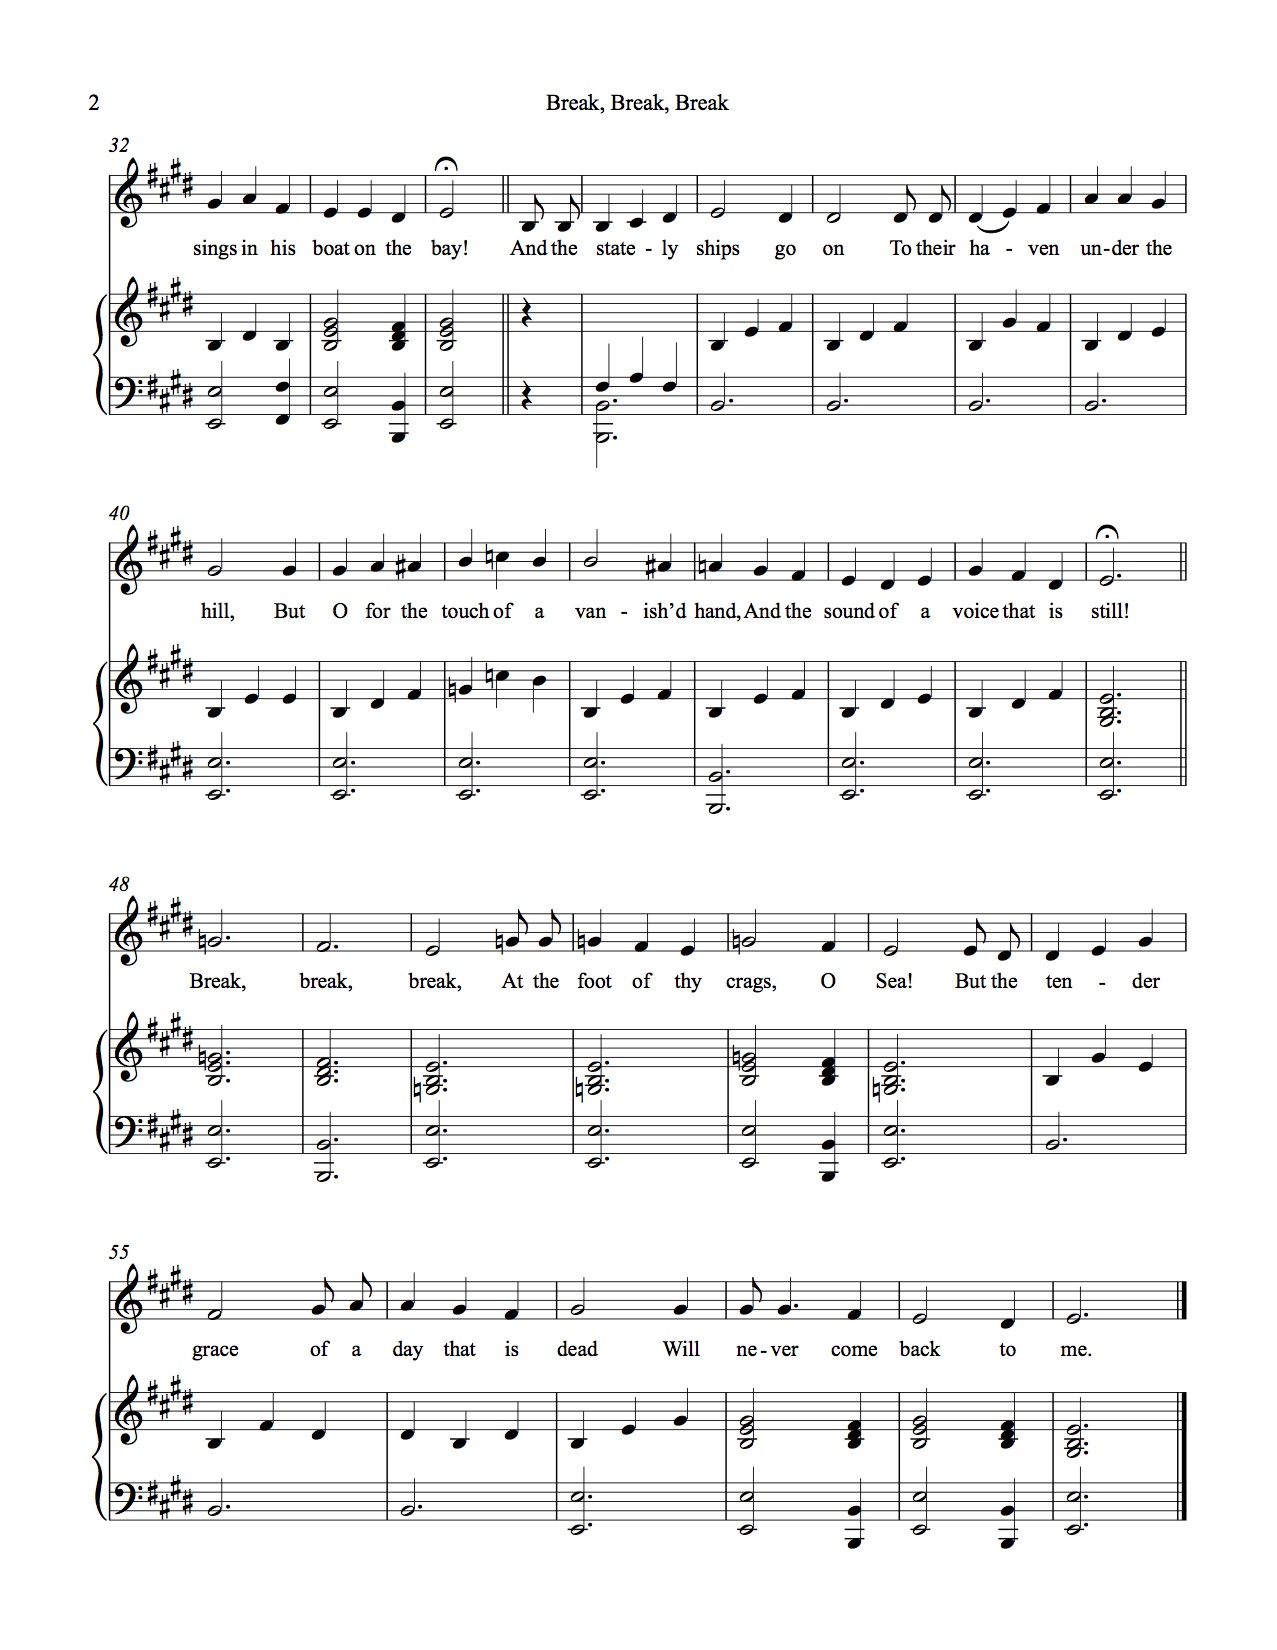 2
Break, Break, Break
32
sings in his boat on the bay! And the state - ly ships go on To their ha - ven un-der the
40
hill, But O for the touch of a van - ish'd hand, And the sound of a voice that is still!
48
Break, break, break, At the foot of thy crags, O Sea! But the ten - der
55
grace of a day that is dead Will ne-ver come back to me.